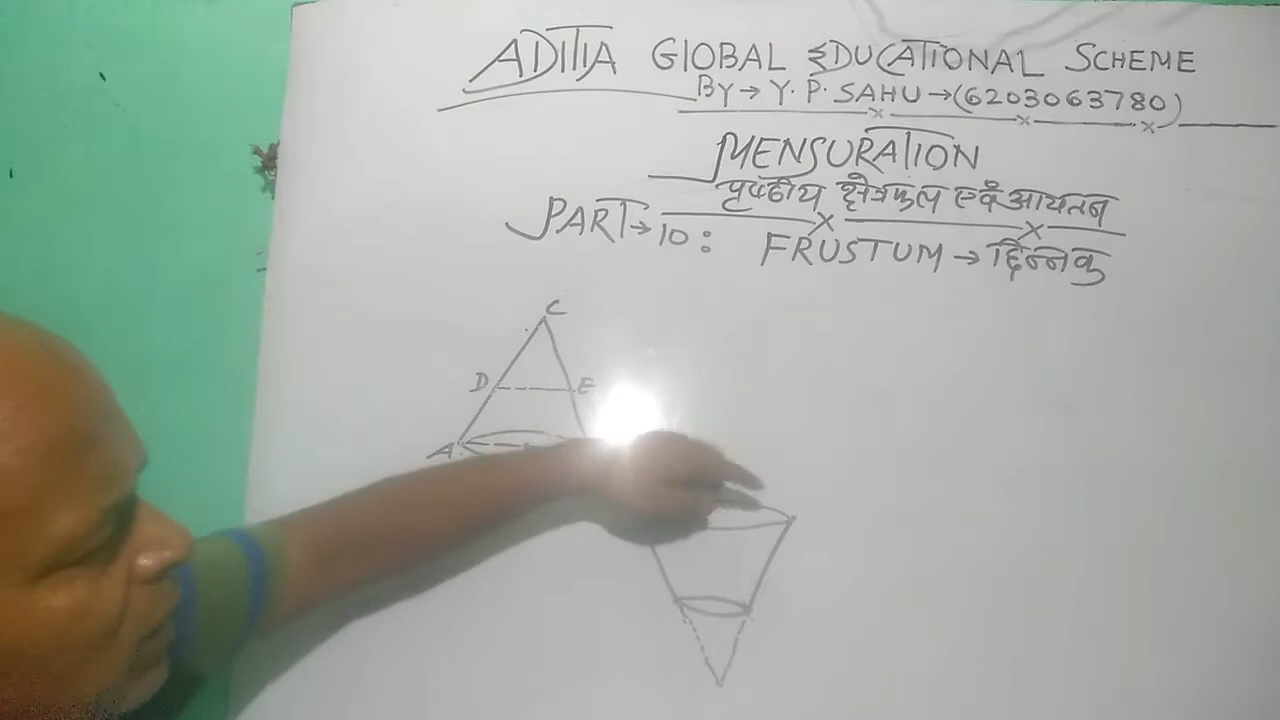 ADITIA GLOBAL EDUCATIONAL SCHEME
BY → Y. P. SAHU → (6203063780)
MENSURATION
पृष्ठीय क्षेत्रफल एवं आयतन
PART → 10 : FRUSTUM → छिन्नक
C
D E
A